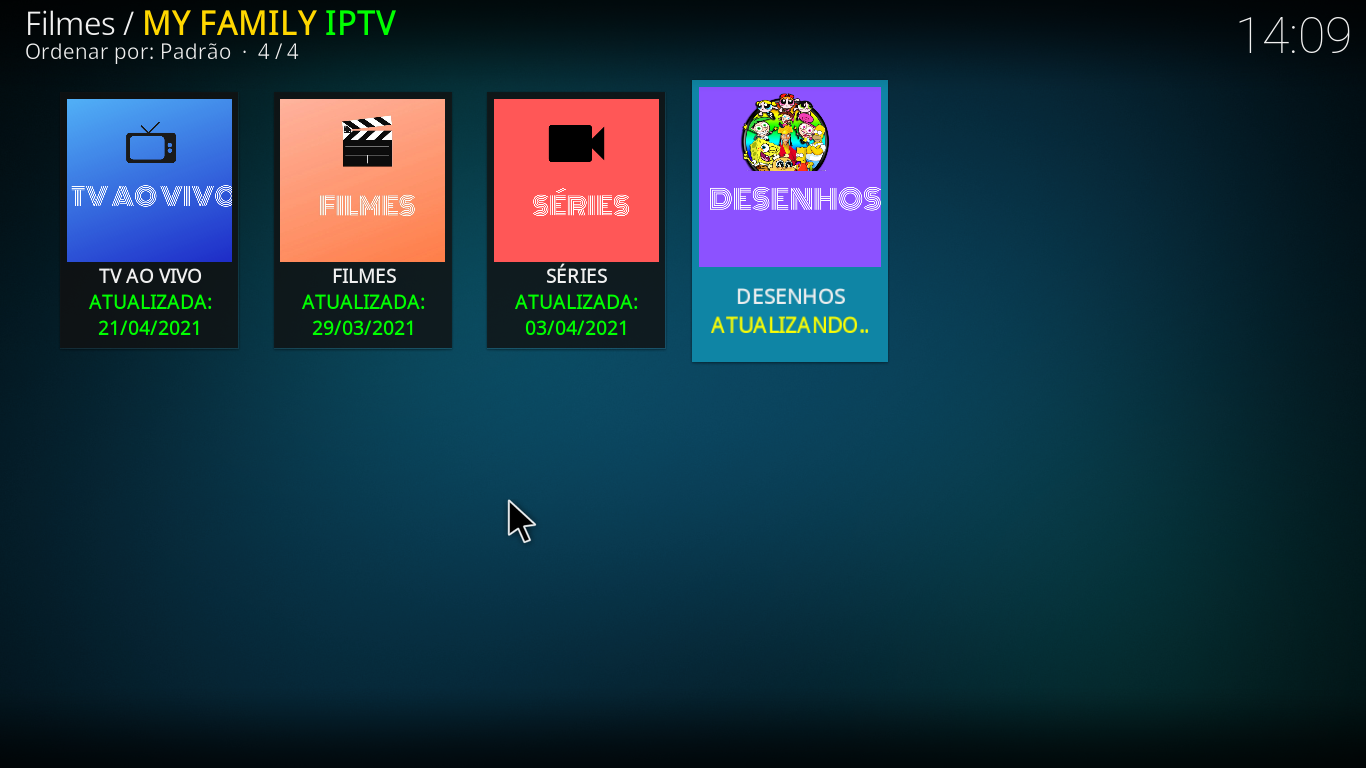 Filmes / MY FAMILY IPTV
Ordenar por: Padrão · 4 / 4
14:09
TV AO VIVO
FILMES
SÉRIES
DESENHOS
TV AO VIVO
ATUALIZADA:
21/04/2021
FILMES
ATUALIZADA:
29/03/2021
SÉRIES
ATUALIZADA:
03/04/2021
DESENHOS
ATUALIZANDO..